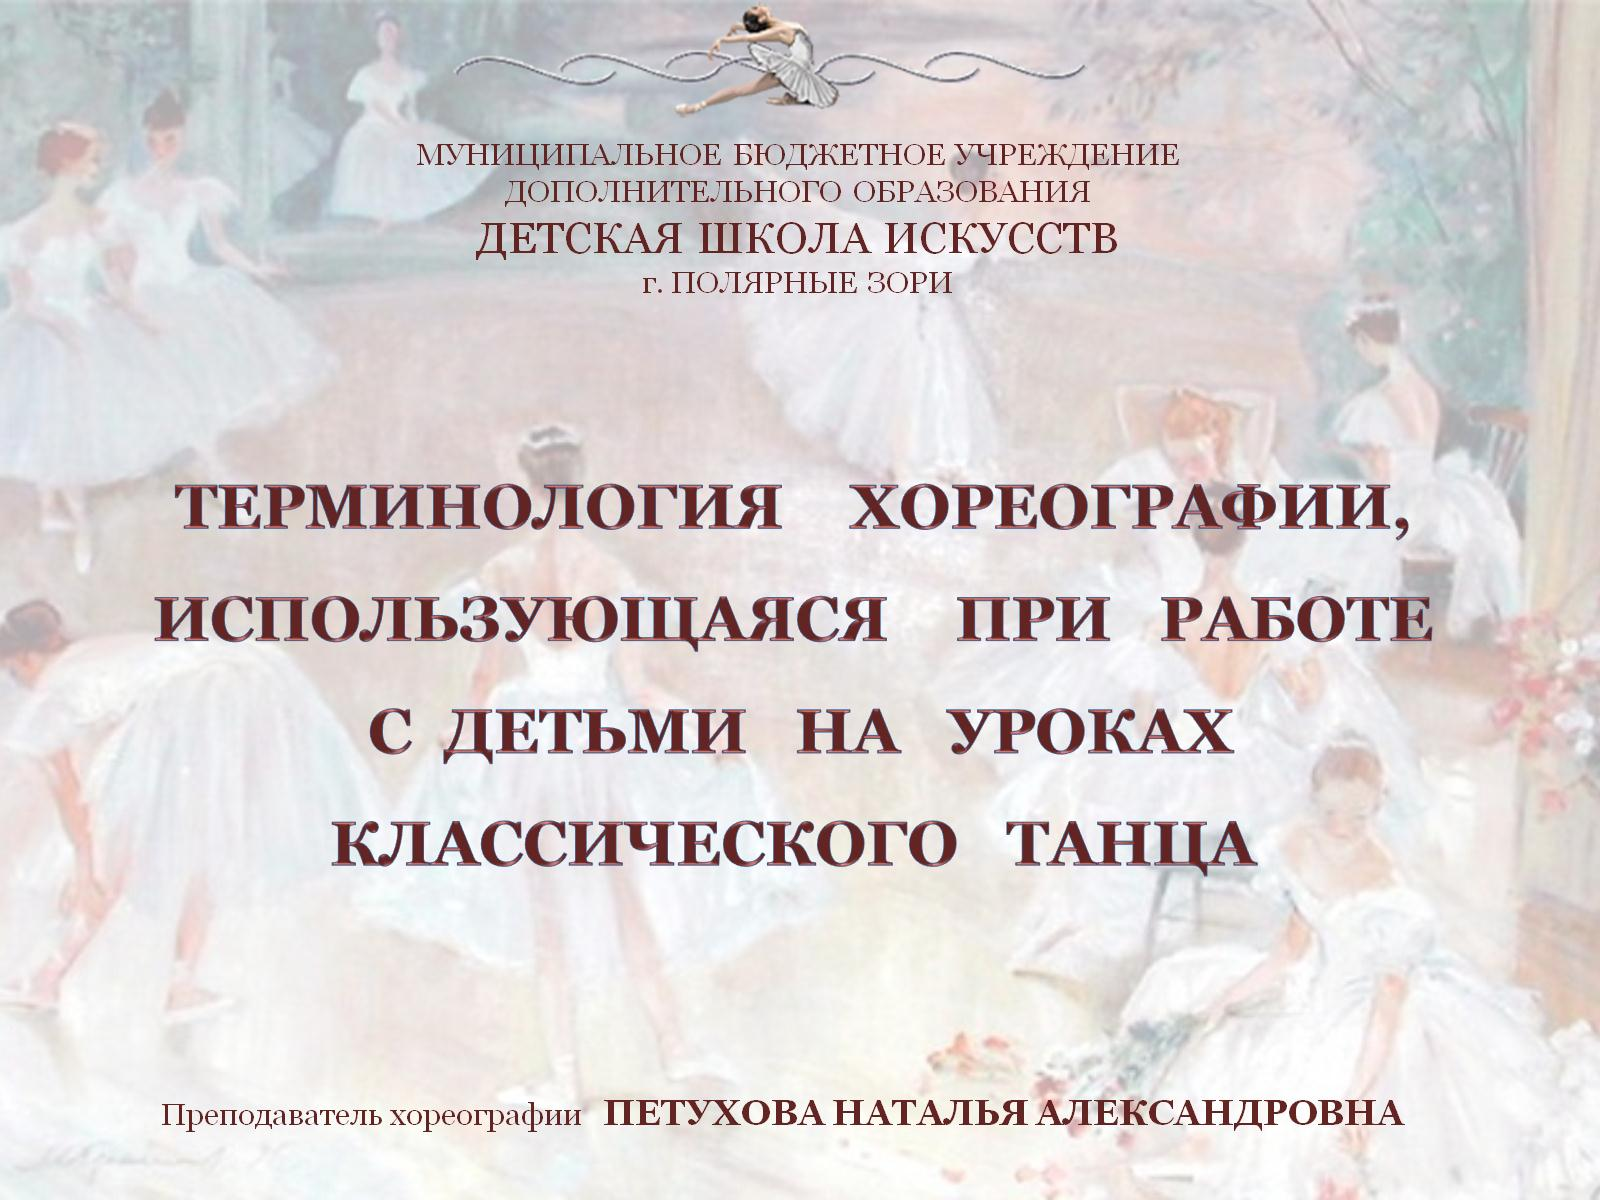 МУНИЦИПАЛЬНОЕ БЮДЖЕТНОЕ УЧРЕЖДЕНИЕ
ДОПОЛНИТЕЛЬНОГО ОБРАЗОВАНИЯ
ДЕТСКАЯ ШКОЛА ИСКУССТВ
г. ПОЛЯРНЫЕ ЗОРИ
ТЕРМИНОЛОГИЯ ХОРЕОГРАФИИ,
ИСПОЛЬЗУЮЩАЯСЯ ПРИ РАБОТЕ
С ДЕТЬМИ НА УРОКАХ
КЛАССИЧЕСКОГО ТАНЦА
Преподаватель хореографии ПЕТУХОВА НАТАЛЬЯ АЛЕКСАНДРОВНА